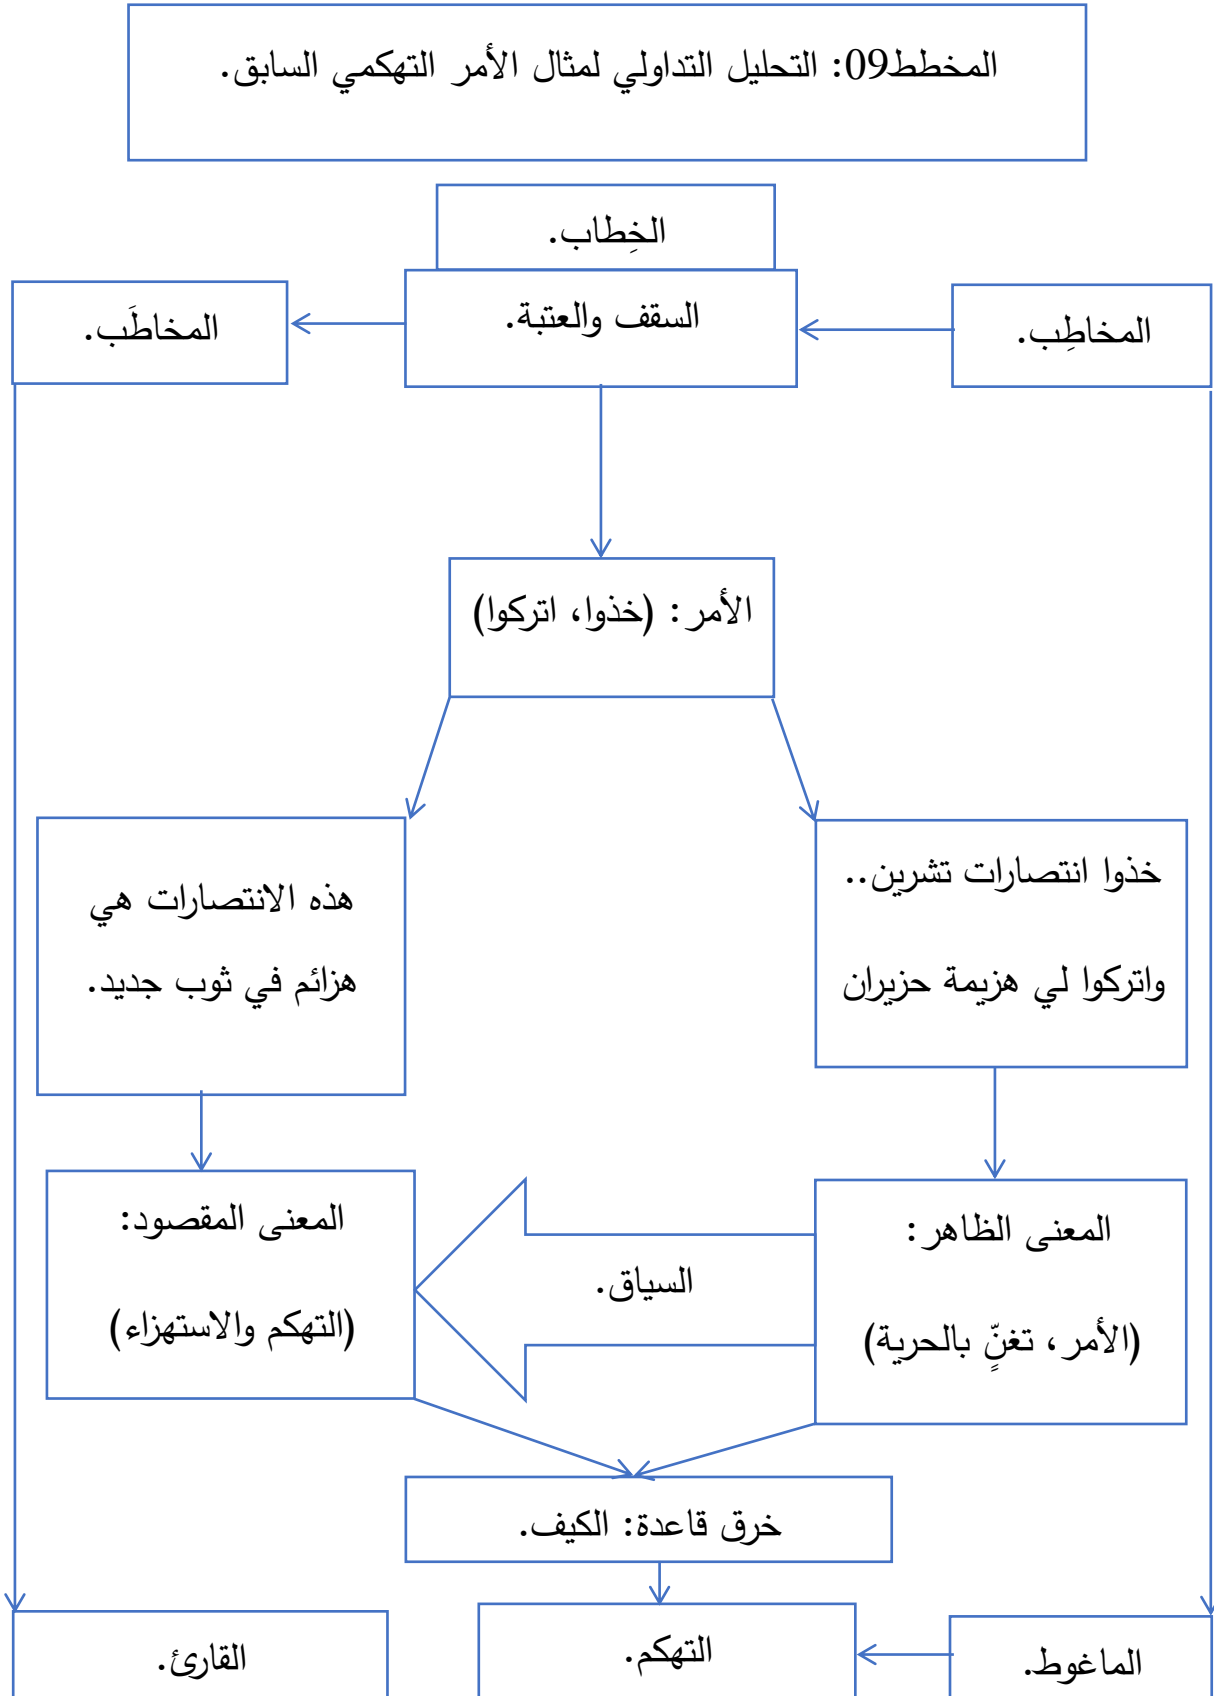 المخطط09: التحليل التداولي لمثال الأمر التهكمي السابق.
الخِطاب.
المخاطِب.
السقف والعتبة.
المخاطَب.
الأمر: (خذوا، اتركوا)
خذوا انتصارات تشرين..
واتركوا لي هزيمة حزيران
هذه الانتصارات هي
هزائم في ثوب جديد.
المعنى الظاهر:
(الأمر، تغنٍّ بالحرية)
السياق.
المعنى المقصود:
(التهكم والاستهزاء)
خرق قاعدة: الكيف.
الماغوط.
التهكم.
القارئ.